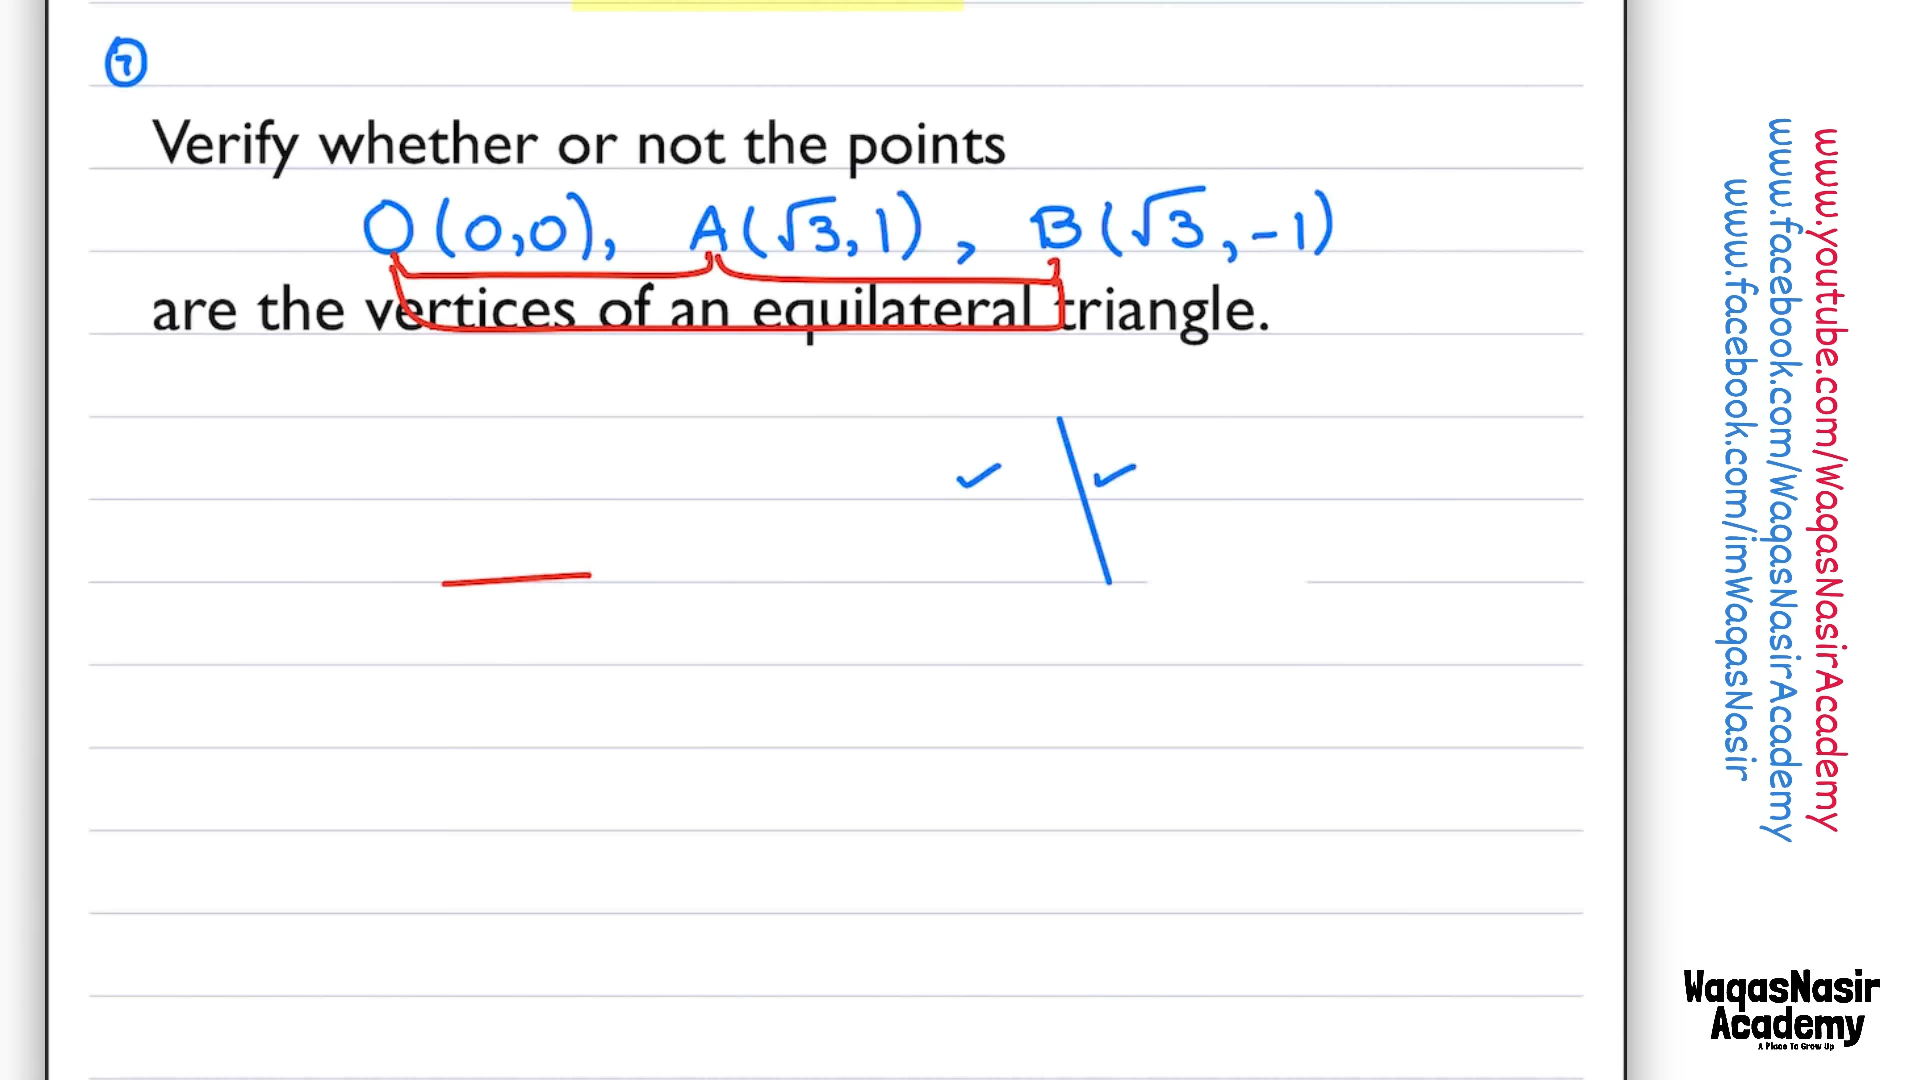 7
Verify whether or not the points
O(0,0), A(√3,1), B(√3,-1)
are the vertices of an equilateral triangle.
www.youtube.com/WaqasNasirAcademy
www.facebook.com/WaqasNasirAcademy
www.facebook.com/imWaqasNasir
WaqasNasir
Academy
A Place To Grow Up